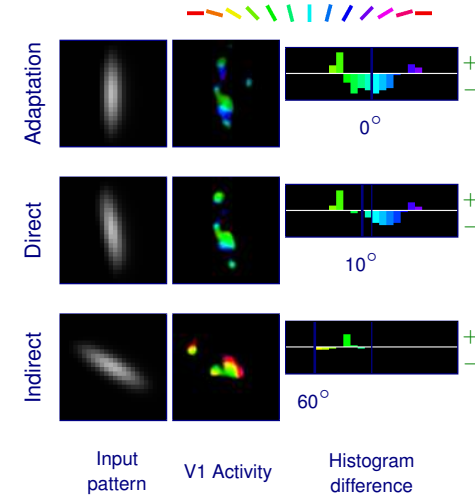 Adaptation
+
−
0°
Direct
+
−
10°
Indirect
+
−
60°
Input
pattern
V1 Activity
Histogram
difference